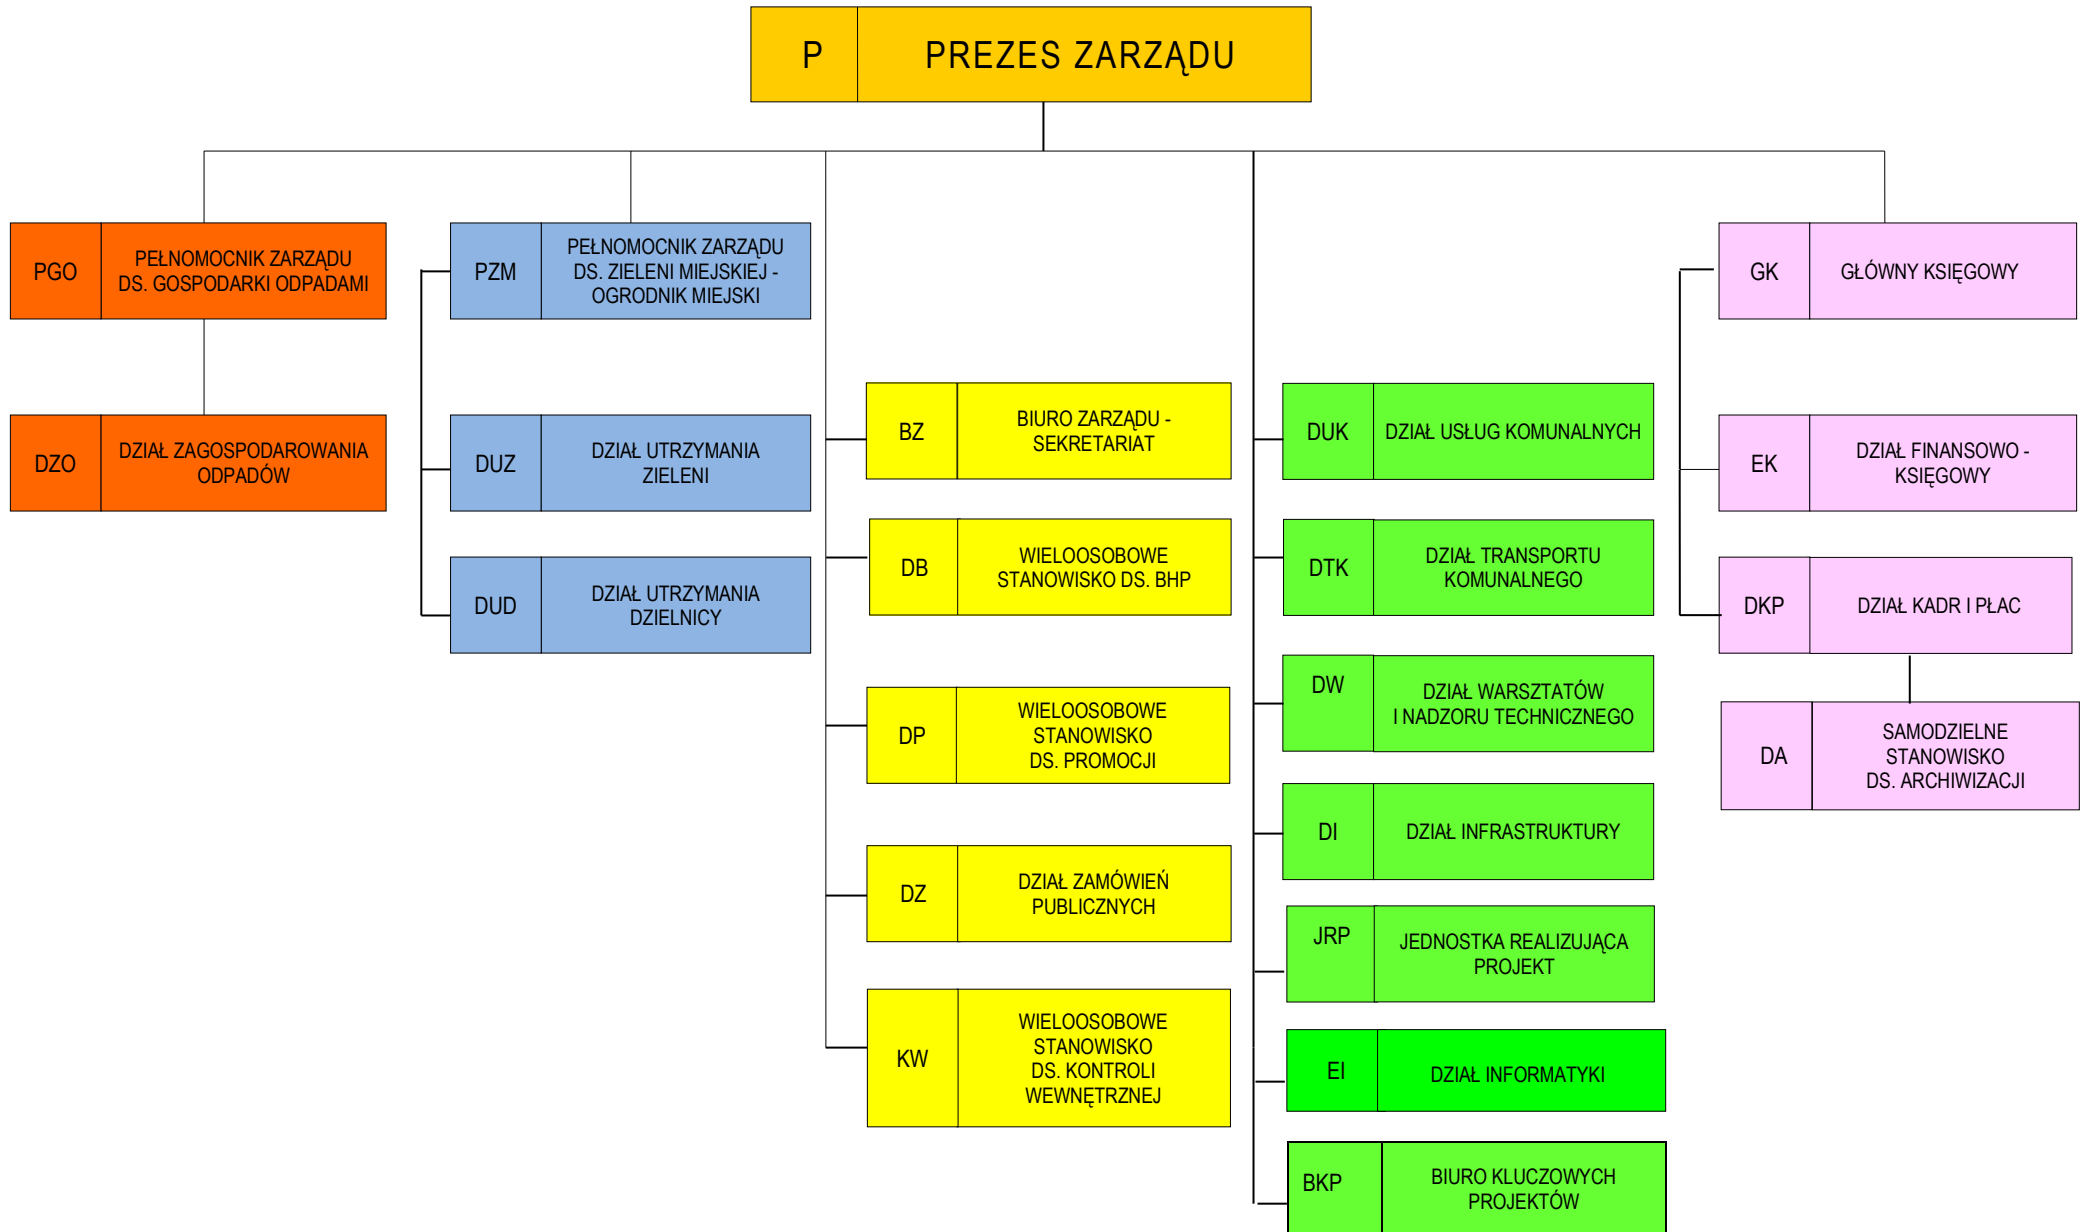 P
PREZES ZARZĄDU
PGO
PEŁNOMOCNIK ZARZĄDU
DS. GOSPODARKI ODPADAMI
DZO
DZIAŁ ZAGOSPODAROWANIA
ODPADÓW
PZM
PEŁNOMOCNIK ZARZĄDU
DS. ZIELENI MIEJSKIEJ -
OGRODNIK MIEJSKI
DUZ
DZIAŁ UTRZYMANIA
ZIELENI
DUD
DZIAŁ UTRZYMANIA
DZIELNICY
BZ
BIURO ZARZĄDU -
SEKRETARIAT
DB
WIELOOSOBOWE
STANOWISKO DS. BHP
DP
WIELOOSOBOWE
STANOWISKO
DS. PROMOCJI
DZ
DZIAŁ ZAMÓWIEŃ
PUBLICZNYCH
KW
WIELOOSOBOWE
STANOWISKO
DS. KONTROLI
WEWNĘTRZNEJ
DUK
DZIAŁ USŁUG KOMUNALNYCH
DTK
DZIAŁ TRANSPORTU
KOMUNALNEGO
DW
DZIAŁ WARSZTATÓW
I NADZORU TECHNICZNEGO
DI
DZIAŁ INFRASTRUKTURY
JRP
JEDNOSTKA REALIZUJĄCA
PROJEKT
EI
DZIAŁ INFORMATYKI
BKP
BIURO KLUCZOWYCH
PROJEKTÓW
GK
GŁÓWNY KSIĘGOWY
EK
DZIAŁ FINANSOWO -
KSIĘGOWY
DKP
DZIAŁ KADR I PŁAC
DA
SAMODZIELNE
STANOWISKO
DS. ARCHIWIZACJI